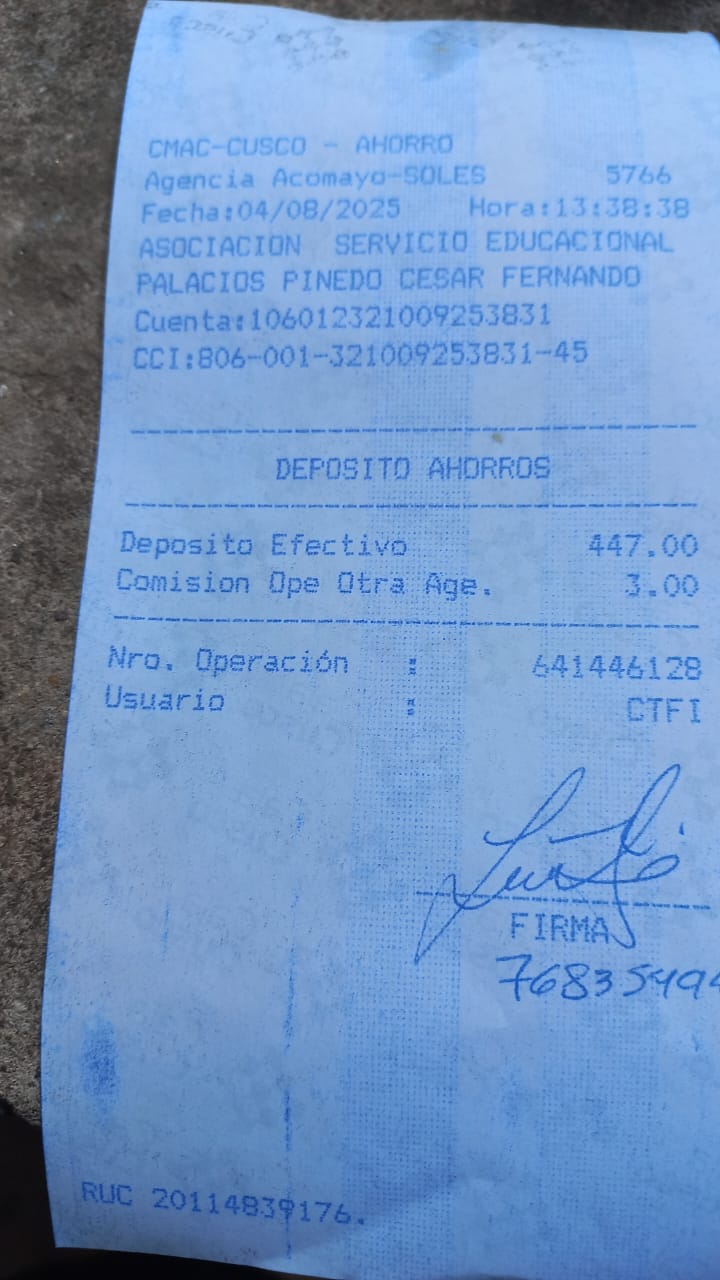 CMAC-CUSCO - AHORRO
Agencia Acomayo-SOLES 5766
Fecha:04/08/2025 Hora:13:38:38
ASOCIACION SERVICIO EDUCACIONAL
PALACIOS PINEDO CESAR FERNANDO
Cuenta:106012321009253831
CCI:806-001-321009253831-45
DEPOSITO AHORROS
Deposito Efectivo 447.00
Comision Ope Otra Age. 3.00
Nro. Operación : 641446128
Usuario : CTFI
FIRMA
RUC 20114839176.